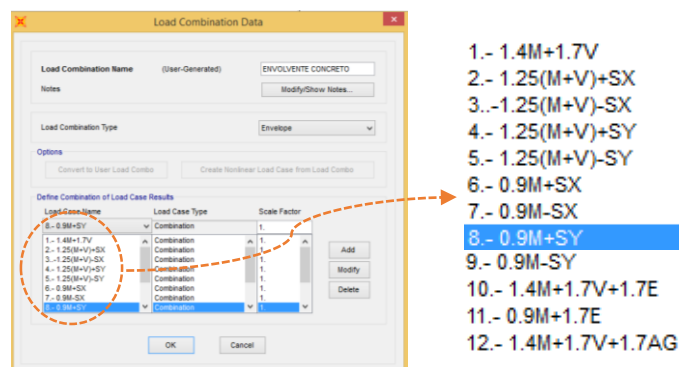 Load Combination Data
Load Combination Name (User-Generated) ENVOLVENTE CONCRETO
Notes Modify/Show Notes...
Load Combination Type Envelope
Options
Convert to User Load Combo Create Nonlinear Load Case from Load Combo
Define Combination of Load Case Results
Load Case Name Load Case Type Scale Factor
8.- 0.9M+SY Combination 1.
1.- 1.4M+1.7V Combination 1.
2.- 1.25(M+V)+SX Combination 1.
3..-1.25(M+V)-SX Combination 1.
4.- 1.25(M+V)+SY Combination 1.
5.- 1.25(M+V)-SY Combination 1.
6.- 0.9M+SX Combination 1.
7.- 0.9M-SX Combination 1.
8.- 0.9M+SY Combination 1.
Add
Modify
Delete
OK Cancel
1.- 1.4M+1.7V
2.- 1.25(M+V)+SX
3..-1.25(M+V)-SX
4.- 1.25(M+V)+SY
5.- 1.25(M+V)-SY
6.- 0.9M+SX
7.- 0.9M-SX
8.- 0.9M+SY
9.- 0.9M-SY
10.- 1.4M+1.7V+1.7E
11.- 0.9M+1.7E
12.- 1.4M+1.7V+1.7AG